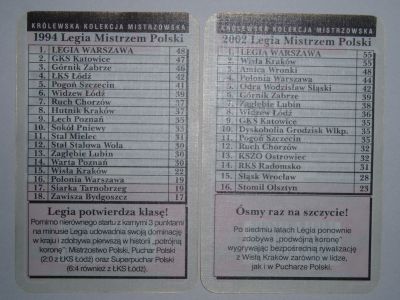 KRÓLEWSKA KOLEKCJA MISTRZOWSKA
1994 Legia Mistrzem Polski
1. LEGIA WARSZAWA 48
2. GKS Katowice 47
3. Górnik Zabrze 46
4. ŁKS Łódź 42
5. Pogoń Szczecin 41
6. Widzew Łódź
7. Ruch Chorzów 37
8. Hutnik Kraków 37
9. Lech Poznań 35
10. Sokół Pniewy 35
11. Stal Mielec
12. Stal Stalowa Wola 30
13. Zagłębie Lubin 30
14. Warta Poznań 30
15. Wisła Kraków 22
16. Polonia Warszawa 19
17. Siarka Tarnobrzeg 19
18. Zawisza Bydgoszcz 17
Legia potwierdza klasę!
Pomimo nierównego startu z karnymi 3 punktami
na minusie Legia udowadnia swoją dominację
w kraju i zdobywa pierwszą w historii „potrójną
koronę”: Mistrzostwo Polski, Puchar Polski
(2:0 z ŁKS Łódź) oraz Superpuchar Polski
(6:4 również z ŁKS Łódź).
KRÓLEWSKA KOLEKCJA MISTRZOWSKA
2002 Legia Mistrzem Polski
1. LEGIA WARSZAWA 55
2. Wisła Kraków 55
3. Amica Wronki 48
4. Polonia Warszawa 44
5. Odra Wodzisław Śląski 42
6. Górnik Zabrze
7. Zagłębie Lubin 38
8. Widzew Łódź 36
9. GKS Katowice 35
10. Dyskobolia Grodzisk Wlkp. 35
11. Pogoń Szczecin 35
12. Ruch Chorzów 32
13. KSZO Ostrowiec 32
14. RKS Radomsko 31
15. Śląsk Wrocław 28
16. Stomil Olsztyn 23
Ósmy raz na szczycie!
Po siedmiu latach Legia ponownie
zdobywa „podwójną koronę”
wygrywając bezpośrednią rywalizację
z Wisłą Kraków zarówno w lidze,
jak i w Pucharze Polski.